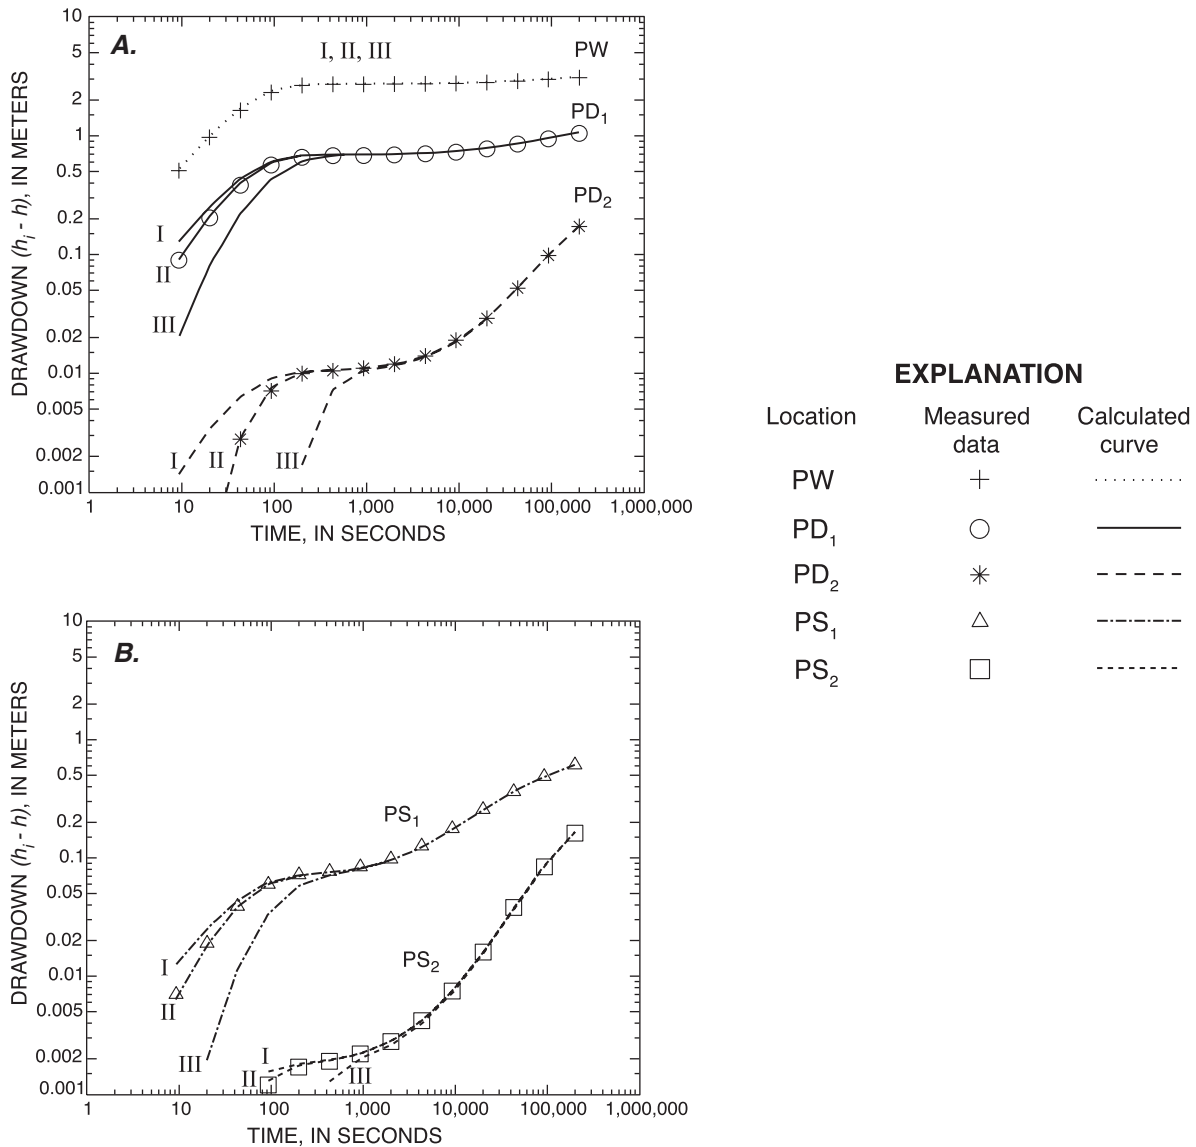 A.
I, II, III
PW
PD1
PD2
I
II
III
I
II
III
10
5
2
1
0.5
0.2
0.1
0.05
0.02
0.01
0.005
0.002
0.001
DRAWDOWN (hi - h), IN METERS
1
10
100
1,000
10,000
100,000
1,000,000
TIME, IN SECONDS
EXPLANATION
Location
Measured data
Calculated curve
PW
PD1
PD2
PS1
PS2
B.
PS1
PS2
I
II
III
I
II
III
10
5
2
1
0.5
0.2
0.1
0.05
0.02
0.01
0.005
0.002
0.001
DRAWDOWN (hi - h), IN METERS
1
10
100
1,000
10,000
100,000
1,000,000
TIME, IN SECONDS